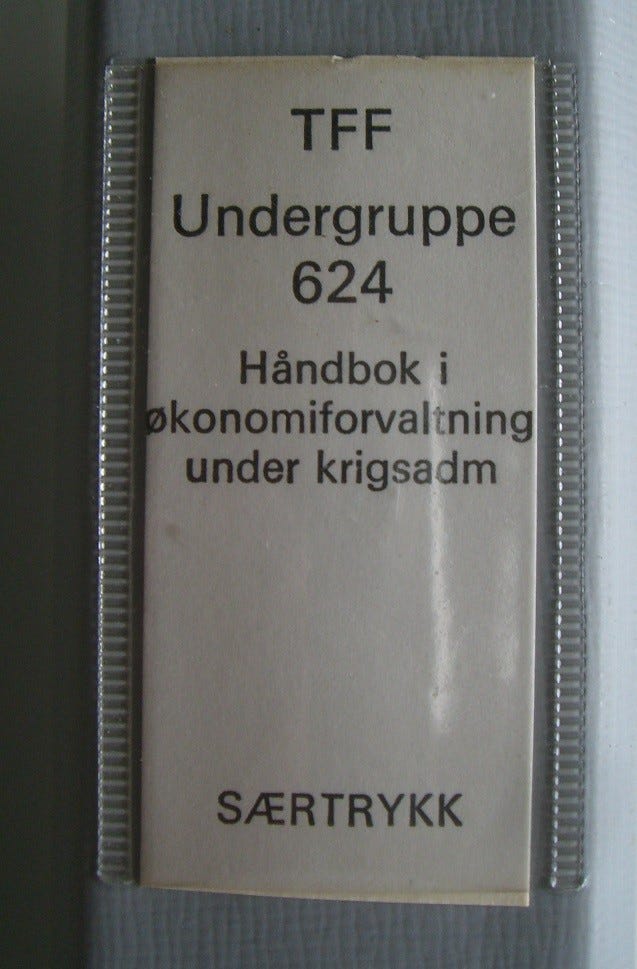 TFF
Undergruppe
624
Håndbok i
økonomiforvaltning
under krigsadm
SÆRTRYKK